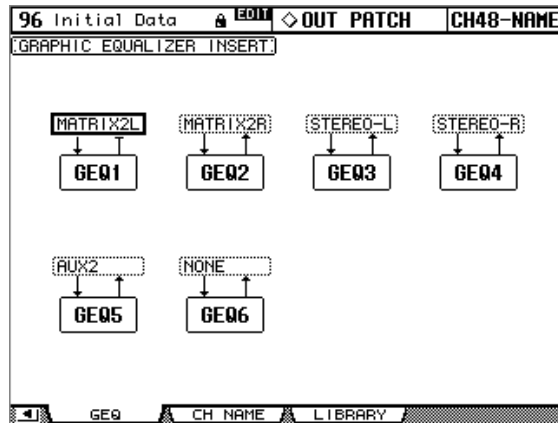 96 Initial Data EDIT ◇OUT PATCH CH48-NAME
GRAPHIC EQUALIZER INSERT
MATRIX2L MATRIX2R STEREO-L STEREO-R
GEQ1 GEQ2 GEQ3 GEQ4
AUX2 NONE
GEQ5 GEQ6
GEQ CH NAME LIBRARY